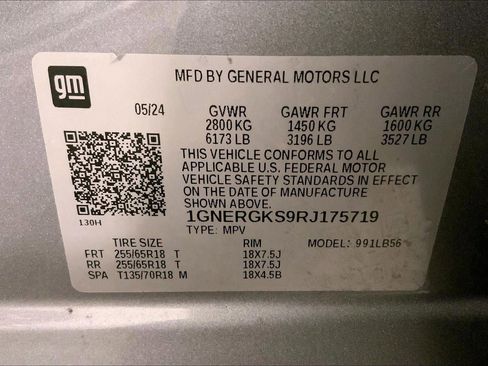 gm
MFD BY GENERAL MOTORS LLC
05/24 GVWR GAWR FRT GAWR RR
2800 KG 1450 KG 1600 KG
6173 LB 3196 LB 3527 LB
THIS VEHICLE CONFORMS TO ALL
APPLICABLE U.S. FEDERAL MOTOR
VEHICLE SAFETY STANDARDS IN
EFFECT ON THE DATE OF MANUFACTURE
SHOWN ABOVE.
1GNERGKS9RJ175719
130H
TYPE: MPV
TIRE SIZE RIM MODEL: 991LB56
FRT 255/65R18 T 18X7.5J
RR 255/65R18 T 18X7.5J
SPA T135/70R18 M 18X4.5B